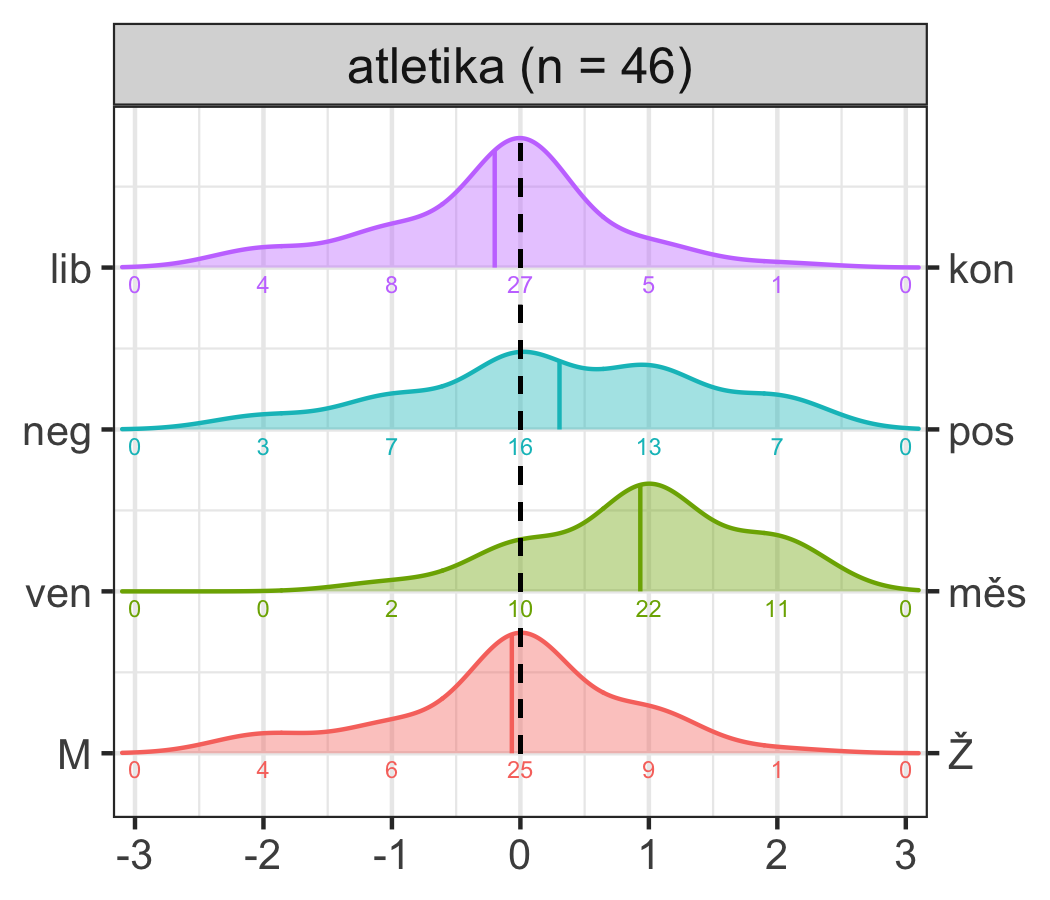 atletika (n = 46)
lib kon
0 4 8 27 5 1 0
neg pos
0 3 7 16 13 7 0
ven měs
0 0 2 10 22 11 0
M Ž
0 4 6 25 9 1 0
-3 -2 -1 0 1 2 3